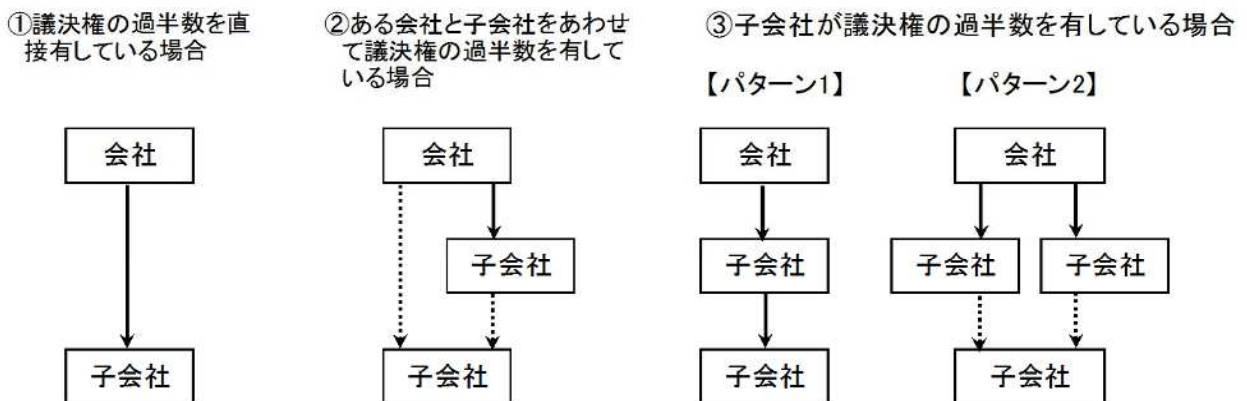 ①議決権の過半数を直
接有している場合
②ある会社と子会社をあわせ
て議決権の過半数を有して
いる場合
③子会社が議決権の過半数を有している場合
【パターン1】
【パターン2】
会社
会社
会社
会社
子会社
子会社
子会社
子会社
子会社
子会社
子会社
子会社